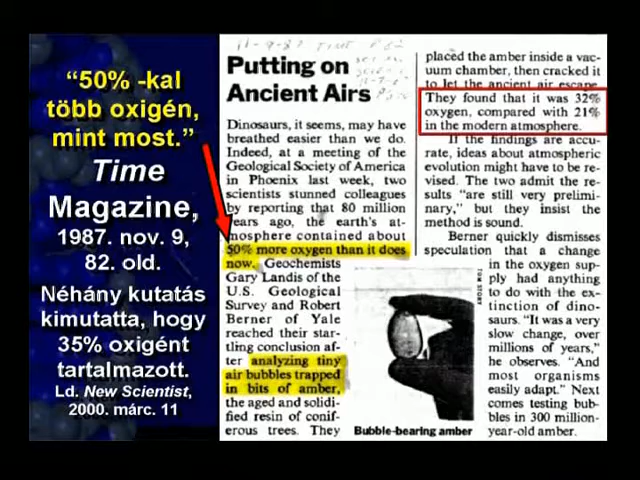 “50% -kal
több oxigén,
mint most.”
Time
Magazine,
1987. nov. 9,
82. old.
Néhány kutatás
kimutatta, hogy
35% oxigént
tartalmazott.
Ld. New Scientist,
2000. márc. 11
Putting on
Ancient Airs
Dinosaurs, it seems, may have
breathed easier than we do.
Indeed, at a meeting of the
Geological Society of America
in Phoenix last week, two
scientists stunned colleagues
by reporting that 80 million
years ago, the earth's at-
mosphere contained about
50% more oxygen than it does
now. Geochemists
Gary Landis of the
U.S. Geological
Survey and Robert
Berner of Yale
reached their star-
tling conclusion af-
ter analyzing tiny
air bubbles trapped
in bits of amber,
the aged and solidi-
fied resin of conif-
erous trees. They
placed the amber inside a vac-
uum chamber, then cracked it
to let the ancient air escape.
They found that it was 32%
oxygen, compared with 21%
in the modern atmosphere.
If the findings are accu-
rate, ideas about atmospheric
evolution might have to be re-
vised. The two admit the re-
sults "are still very prelimi-
nary," but they insist the
method is sound.
Berner quickly dismisses
speculation that a change
in the oxygen sup-
ply had anything
to do with the ex-
tinction of dino-
saurs. "It was a very
slow change, over
millions of years,"
he observes. "And
most organisms
easily adapt." Next
comes testing bub-
bles in 300 million-
year-old amber.
TOM STORY
Bubble-bearing amber